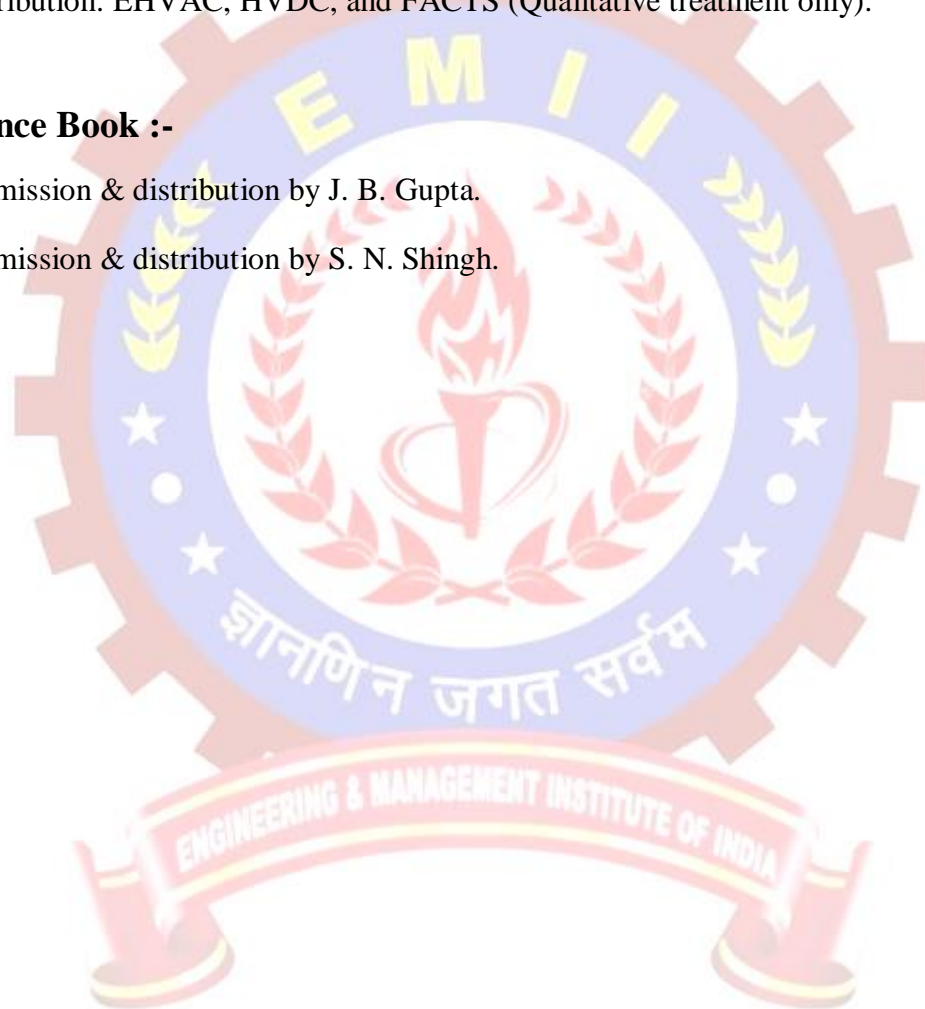 ribution. EHVAC, HVDC, and FACTS (Qualitative treatment only).
E M I I
nce Book :-
mission & distribution by J. B. Gupta.
mission & distribution by S. N. Shingh.
ज्ञानणिन जगत सर्वम
ENGINEERING & MANAGEMENT INSTITUTE OF INDIA